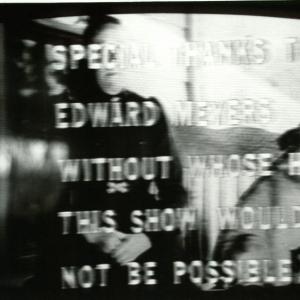 SPECIAL THANKS T
EDWARD MEYERS
WITHOUT WHOSE H
THIS SHOW WOULD
NOT BE POSSIBLE